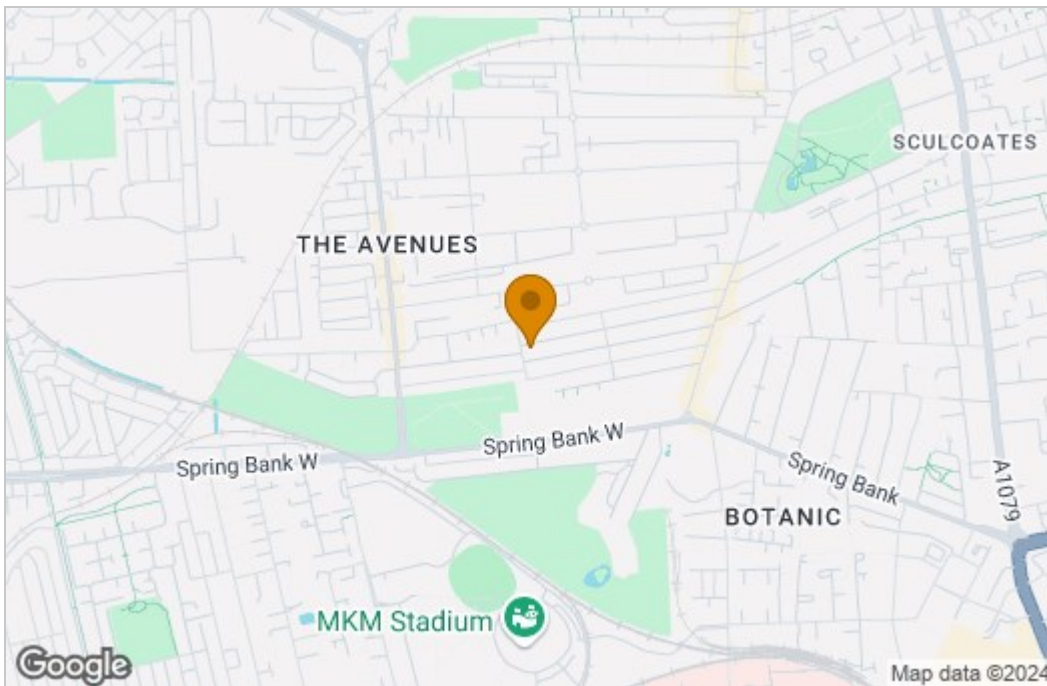 SCULCOATES
THE AVENUES
Spring Bank W
Spring Bank W
Spring Bank
A1079
BOTANIC
MKM Stadium
Google
Map data ©2024